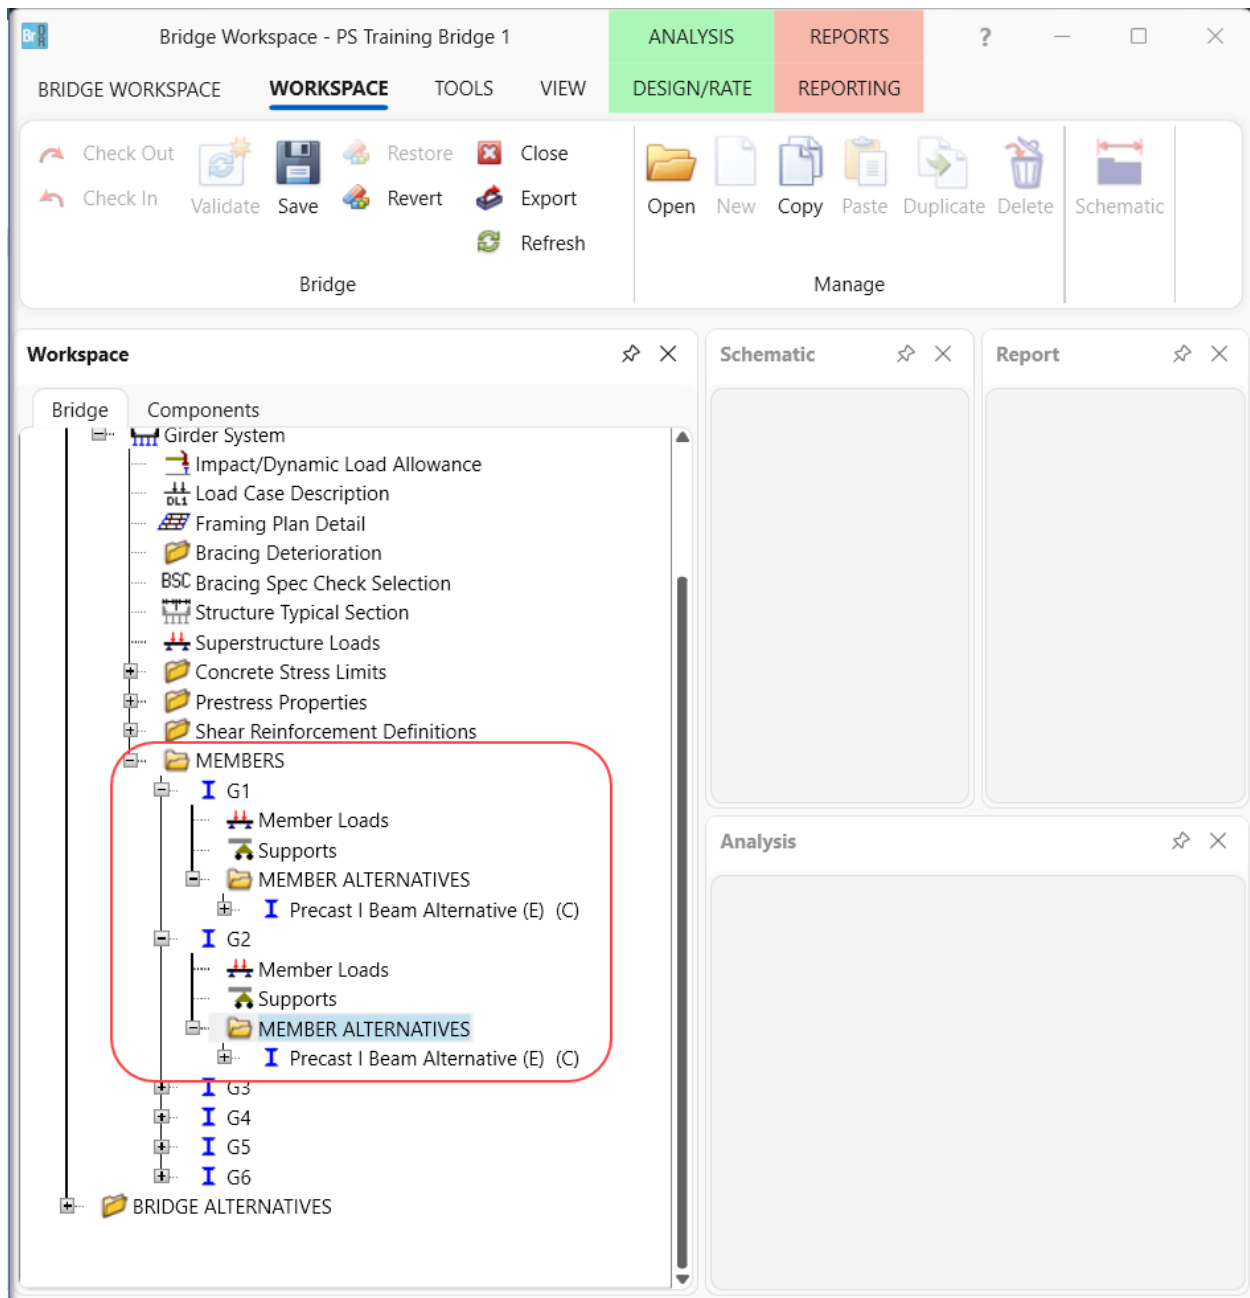 Br DR Bridge Workspace - PS Training Bridge 1 ANALYSIS REPORTS ?
BRIDGE WORKSPACE WORKSPACE TOOLS VIEW DESIGN/RATE REPORTING
Check Out Restore Close
Check In Validate Save Revert Export Open New Copy Paste Duplicate Delete Schematic
Refresh
Bridge Manage
Workspace Schematic Report
Bridge Components
Girder System
Impact/Dynamic Load Allowance
DL1 Load Case Description
Framing Plan Detail
Bracing Deterioration
BSC Bracing Spec Check Selection
Structure Typical Section
Superstructure Loads
Concrete Stress Limits
Prestress Properties
Shear Reinforcement Definitions
MEMBERS
G1
Member Loads
Supports
MEMBER ALTERNATIVES
Precast I Beam Alternative (E) (C)
G2
Member Loads
Supports
MEMBER ALTERNATIVES
Precast I Beam Alternative (E) (C)
G3
G4
G5
G6
BRIDGE ALTERNATIVES
Analysis